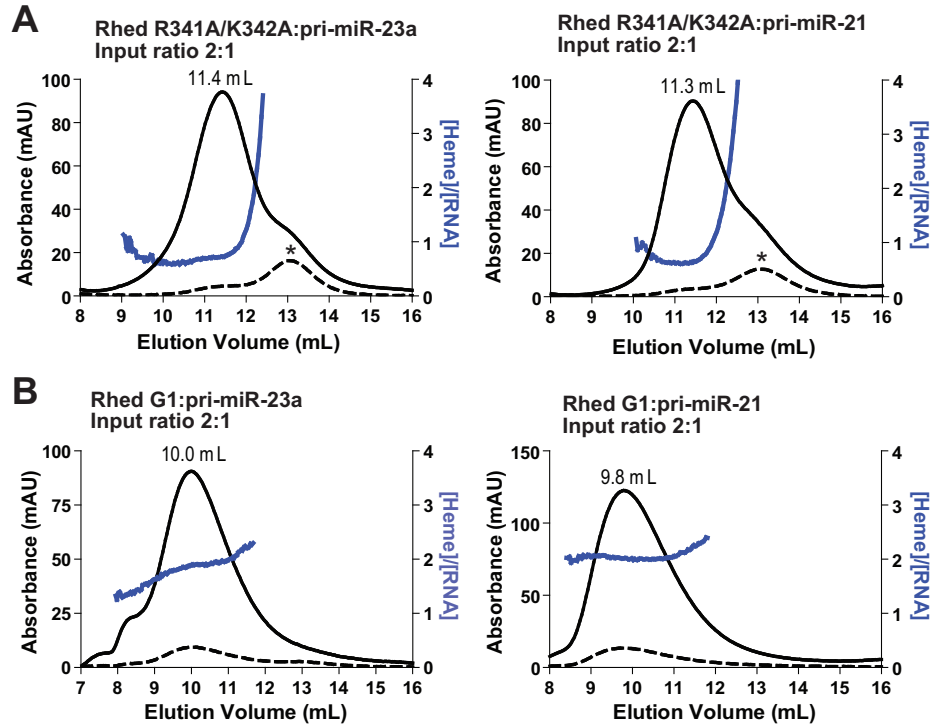 A
Rhed R341A/K342A:pri-miR-23a
Input ratio 2:1
11.4 mL
100
80
60
40
20
0
Absorbance (mAU)
4
3
2
1
0
[Heme]/[RNA]
*
8 9 10 11 12 13 14 15 16
Elution Volume (mL)
Rhed R341A/K342A:pri-miR-21
Input ratio 2:1
11.3 mL
100
80
60
40
20
0
Absorbance (mAU)
4
3
2
1
0
[Heme]/[RNA]
*
8 9 10 11 12 13 14 15 16
Elution Volume (mL)
B
Rhed G1:pri-miR-23a
Input ratio 2:1
10.0 mL
100
75
50
25
0
Absorbance (mAU)
4
3
2
1
0
[Heme]/[RNA]
7 8 9 10 11 12 13 14 15 16
Elution Volume (mL)
Rhed G1:pri-miR-21
Input ratio 2:1
9.8 mL
150
100
50
0
Absorbance (mAU)
4
3
2
1
0
[Heme]/[RNA]
8 9 10 11 12 13 14 15 16
Elution Volume (mL)